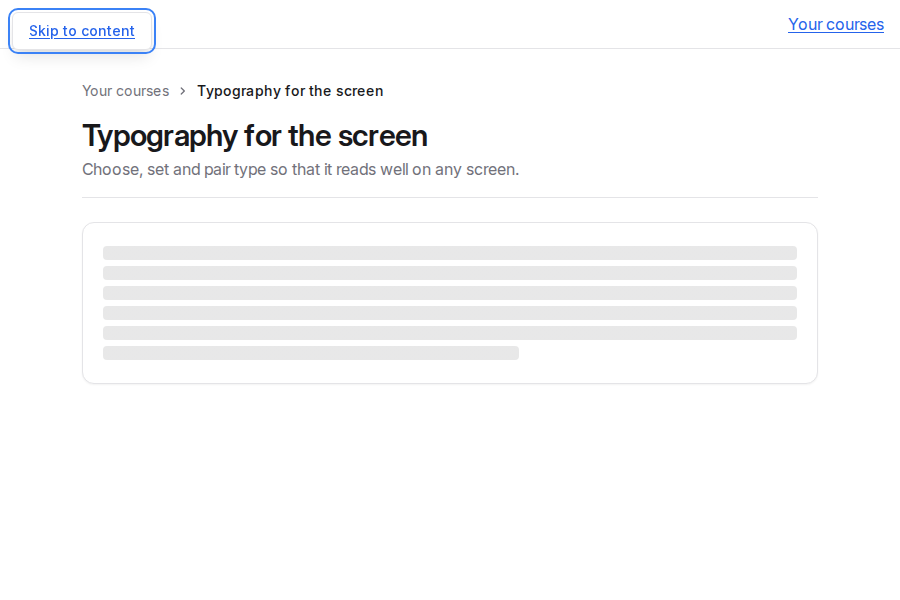 Skip to content
Your courses
Your courses > Typography for the screen
Typography for the screen
Choose, set and pair type so that it reads well on any screen.